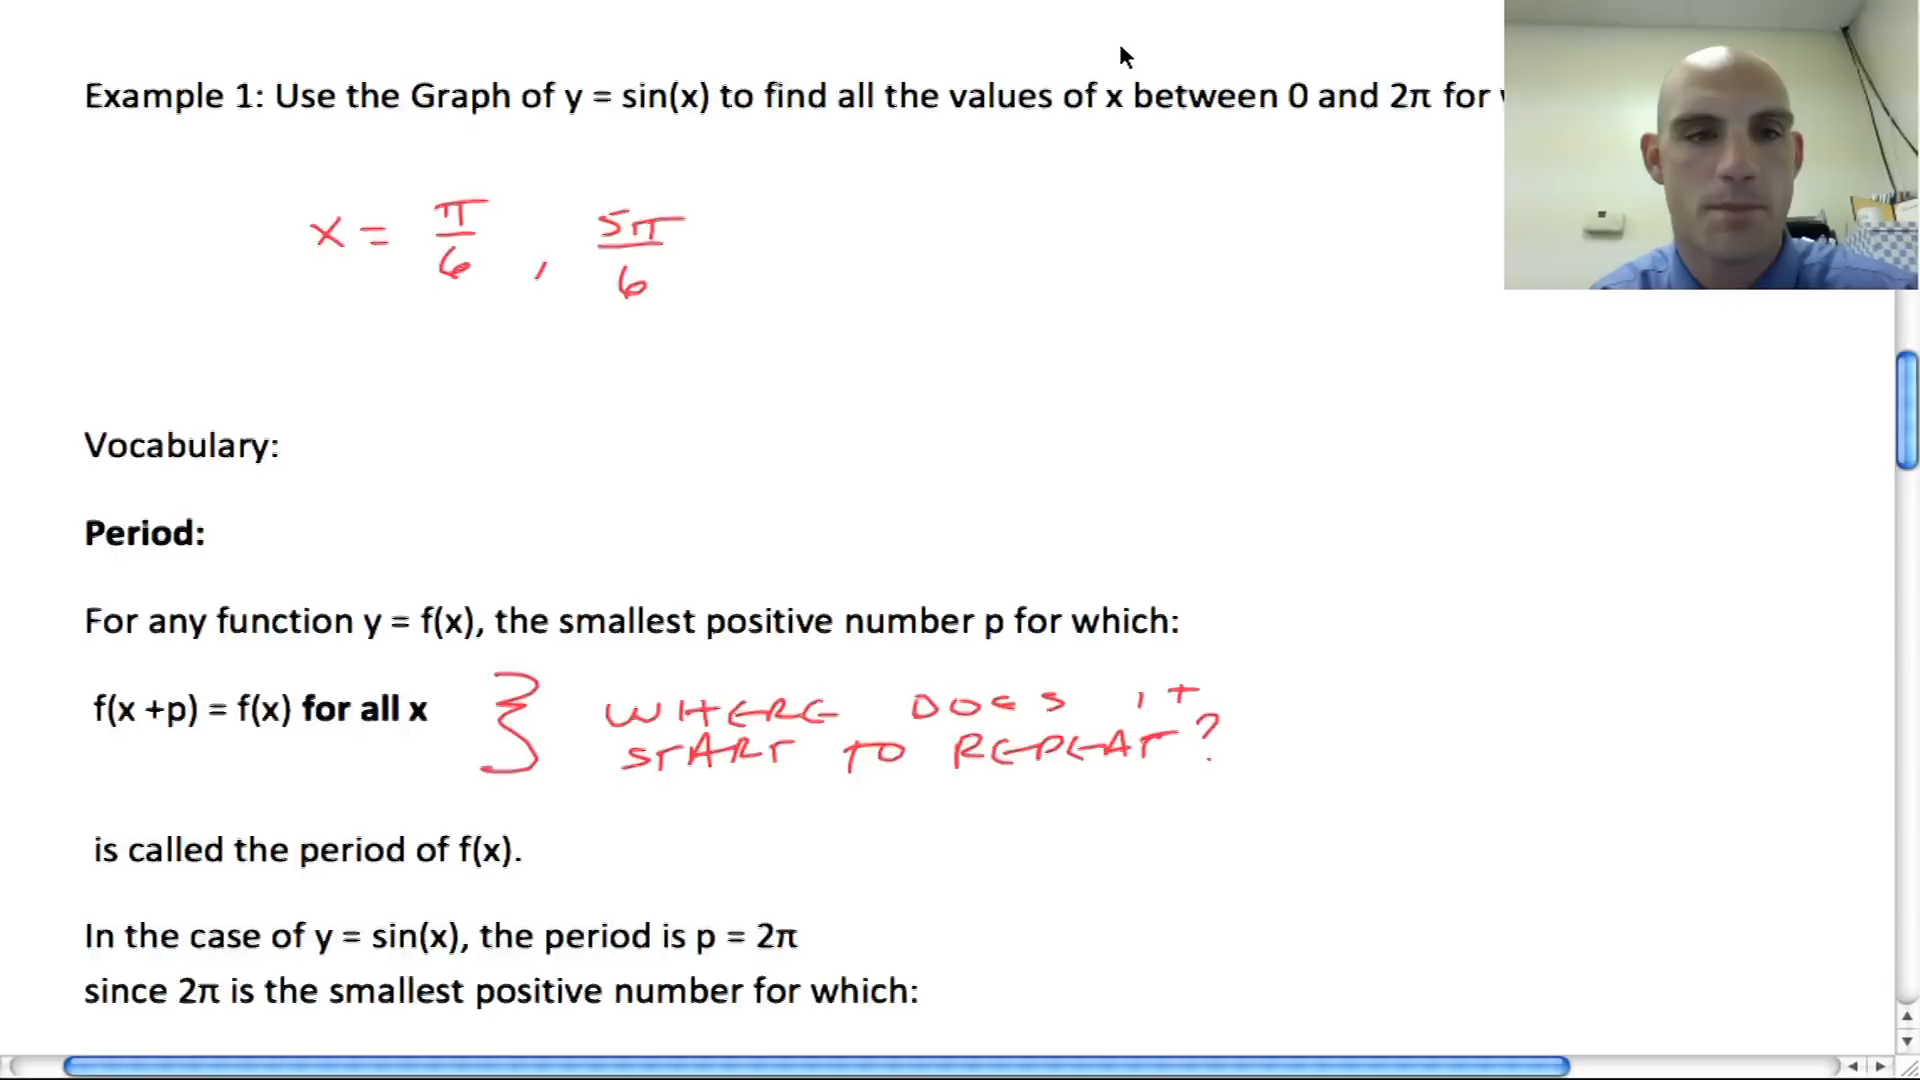 Example 1: Use the Graph of y = sin(x) to find all the values of x between 0 and 2π for
x = π/6 , 5π/6
Vocabulary:
Period:
For any function y = f(x), the smallest positive number p for which:
f(x +p) = f(x) for all x
WHERE DOES IT
START TO REPEAT?
is called the period of f(x).
In the case of y = sin(x), the period is p = 2π
since 2π is the smallest positive number for which: